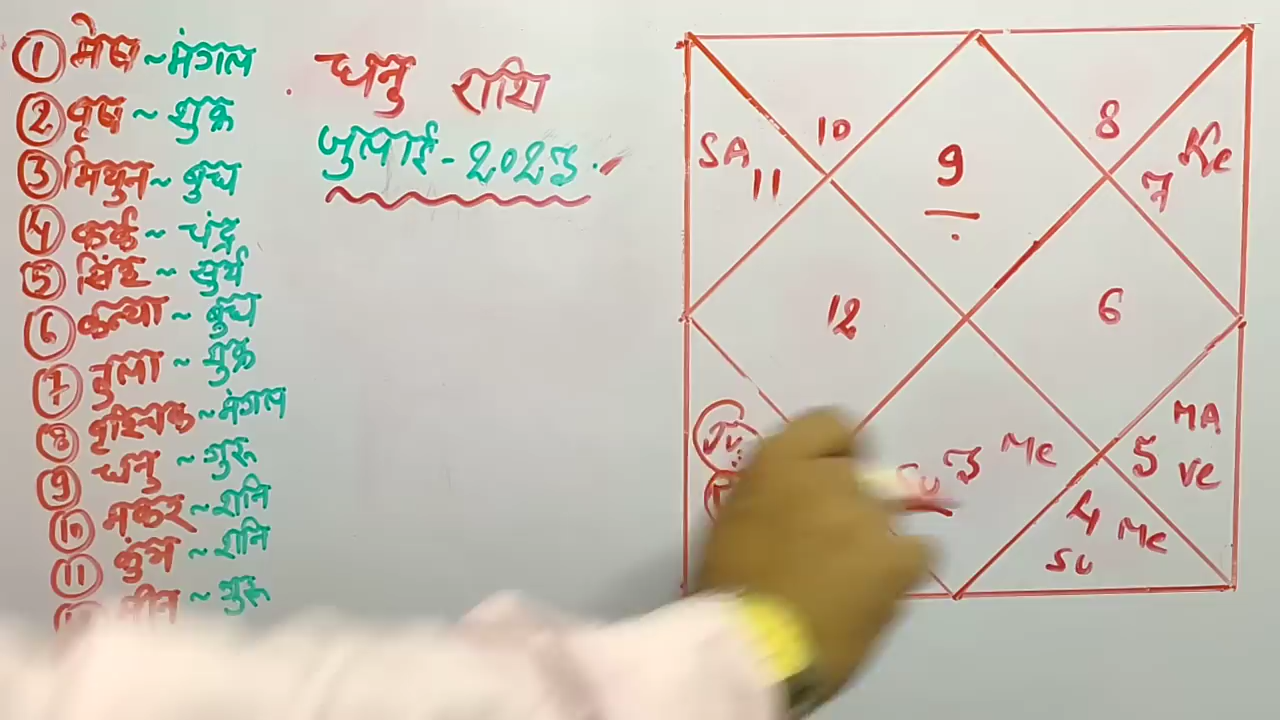 1 मेष ~ मंगल
2 वृष ~ शुक्र
3 मिथुन ~ बुध
4 कर्क ~ चंद्र
5 सिंह ~ सुर्य
6 कन्या ~ बुध
7 तुला ~ शुक्र
8 वृश्चिक ~ मंगल
9 धनु ~ गुरू
10 मकर ~ शनि
11 कुंभ ~ शनि
मीन ~ गुरू
धनु राशि
जुलाई - 2023
10
8
SA
11
9
7 Ke
12
6
Ju
Su 3 Me
MA
5 Ve
4 Me
Su